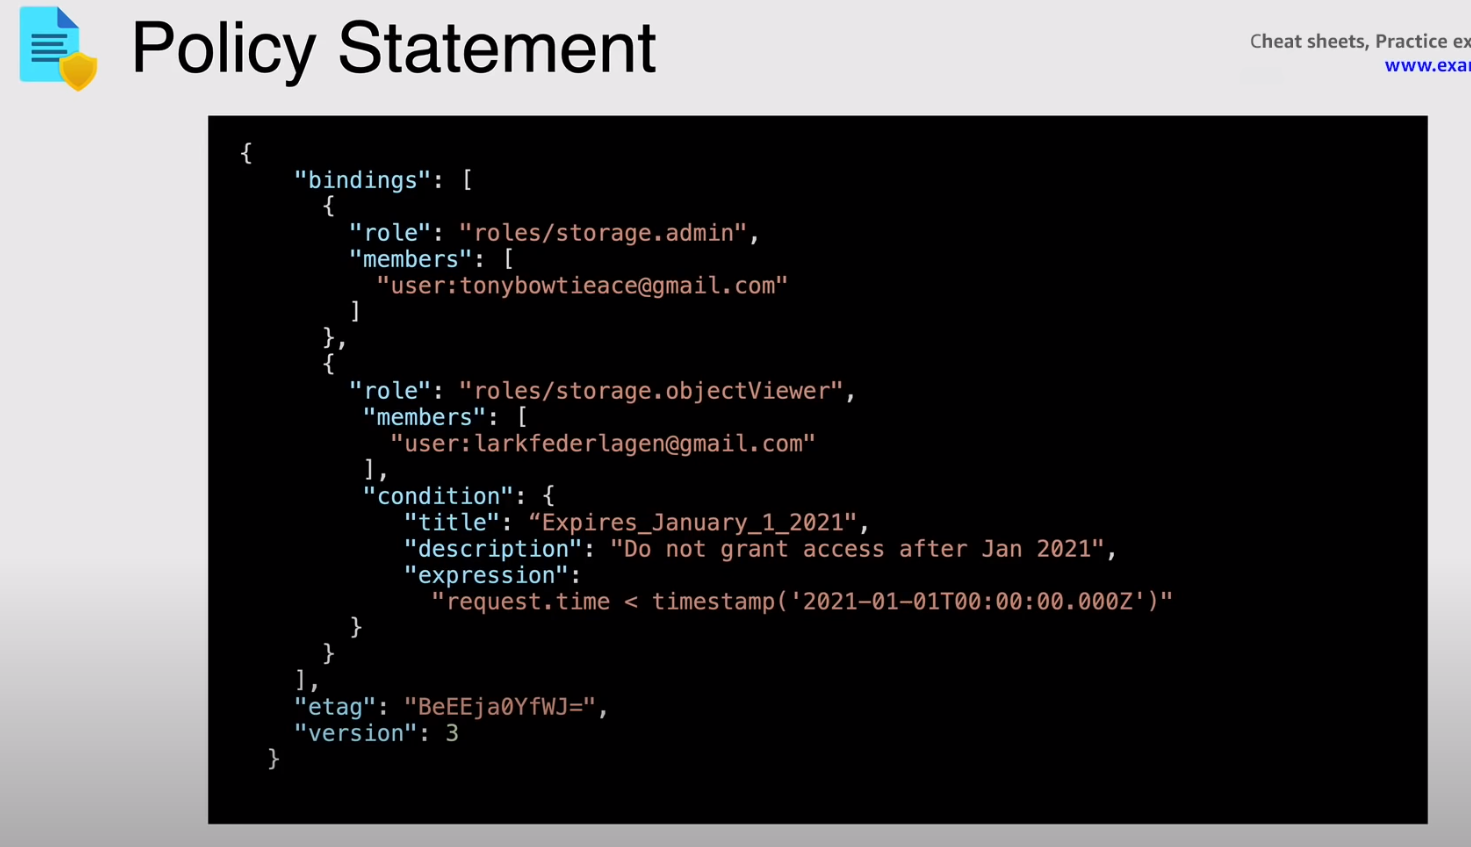 Policy Statement
Cheat sheets, Practice ex
www.exar
{
"bindings": [
{
"role": "roles/storage.admin",
"members": [
"user:tonybowtieace@gmail.com"
]
},
{
"role": "roles/storage.objectViewer",
"members": [
"user:larkfederlagen@gmail.com"
],
"condition": {
"title": “Expires_January_1_2021",
"description": "Do not grant access after Jan 2021",
"expression":
"request.time < timestamp('2021-01-01T00:00:00.000Z')"
}
}
],
"etag": "BeEEja0YfWJ=",
"version": 3
}